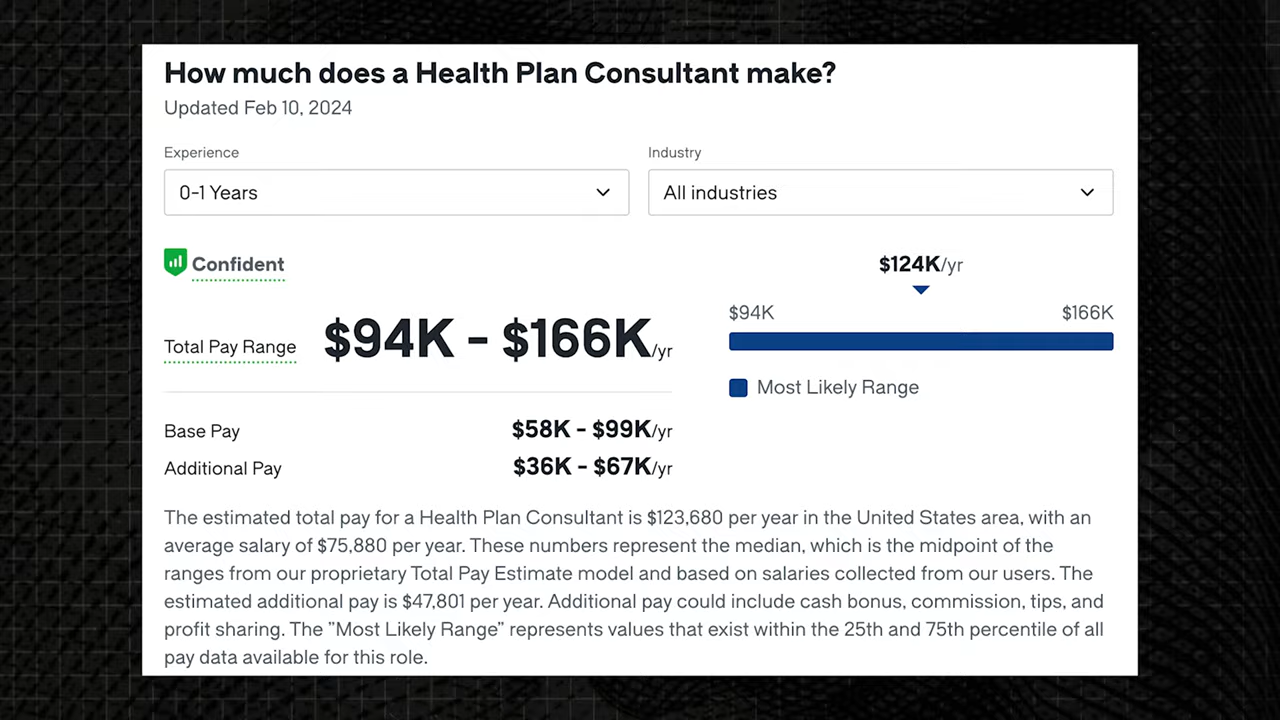 How much does a Health Plan Consultant make?
Updated Feb 10, 2024
Experience
Industry
0-1 Years
All industries
Confident
$124K/yr
$94K
$166K
Total Pay Range
$94K - $166K/yr
Most Likely Range
Base Pay
$58K - $99K/yr
Additional Pay
$36K - $67K/yr
The estimated total pay for a Health Plan Consultant is $123,680 per year in the United States area, with an
average salary of $75,880 per year. These numbers represent the median, which is the midpoint of the
ranges from our proprietary Total Pay Estimate model and based on salaries collected from our users. The
estimated additional pay is $47,801 per year. Additional pay could include cash bonus, commission, tips, and
profit sharing. The ”Most Likely Range” represents values that exist within the 25th and 75th percentile of all
pay data available for this role.